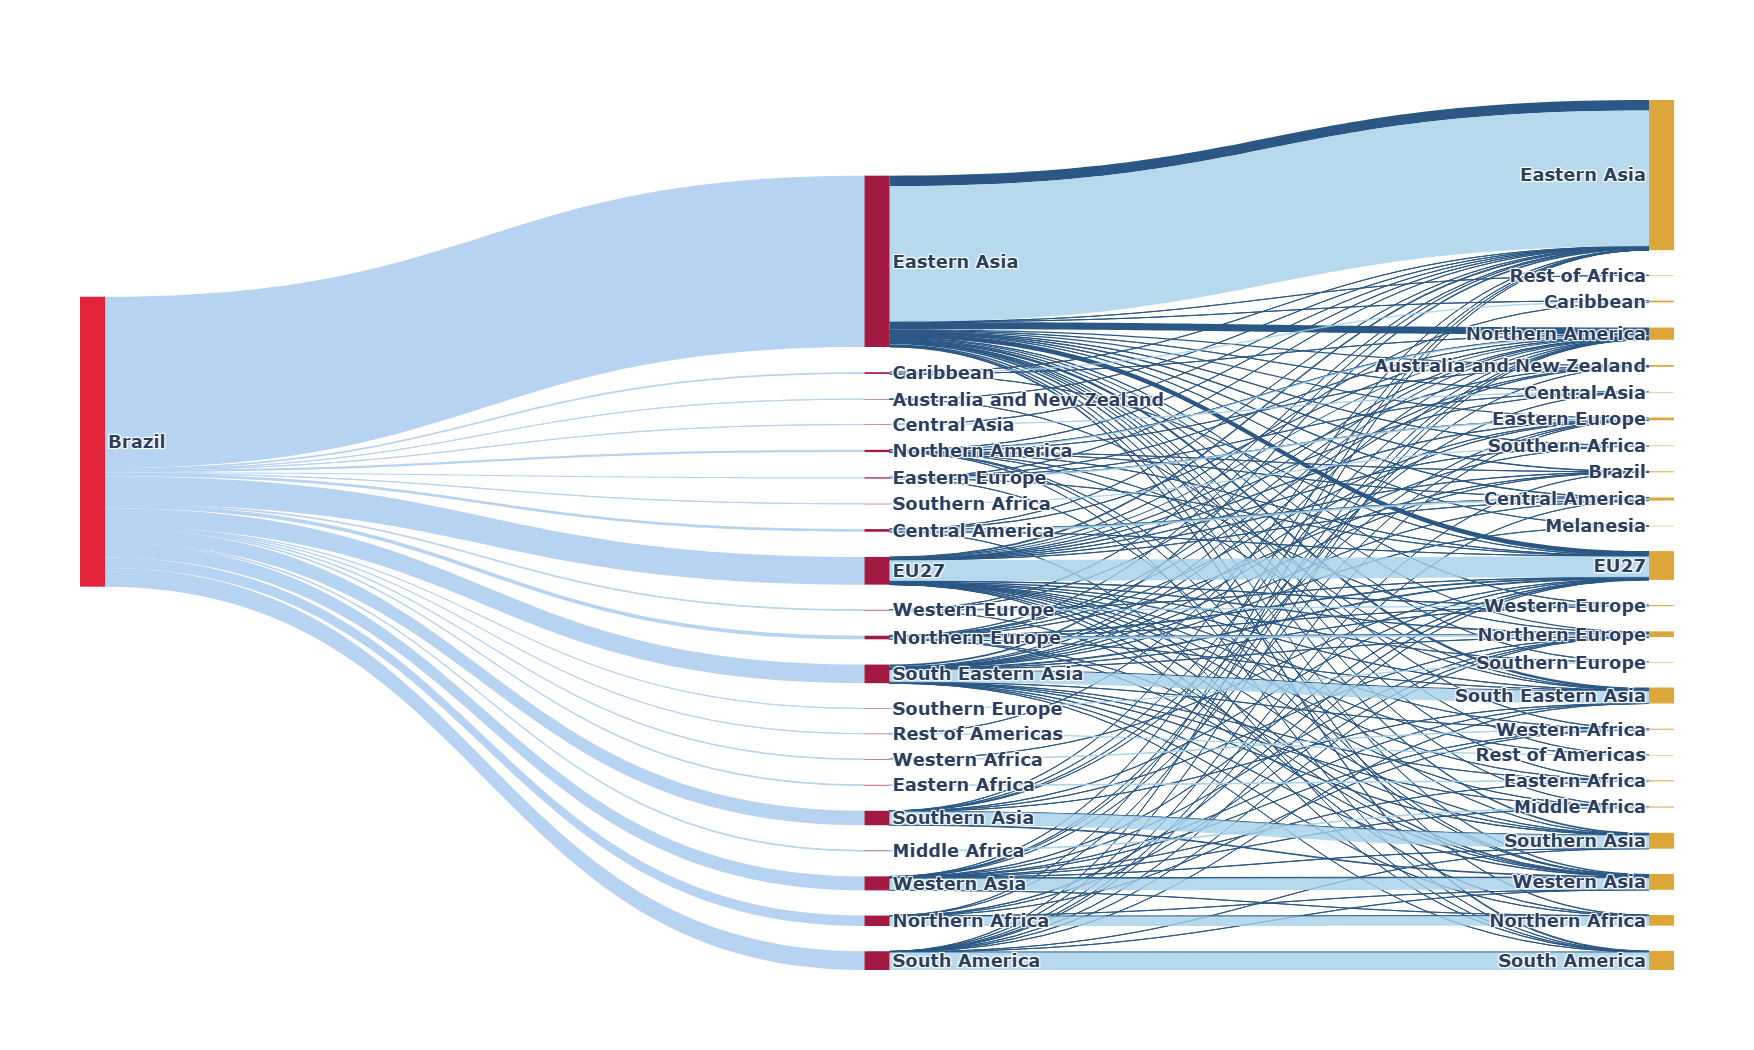 Brazil
Eastern Asia
Caribbean
Australia and New Zealand
Central Asia
Northern America
Eastern Europe
Southern Africa
Central America
EU27
Western Europe
Northern Europe
South Eastern Asia
Southern Europe
Rest of Americas
Western Africa
Eastern Africa
Southern Asia
Middle Africa
Western Asia
Northern Africa
South America
Eastern Asia
Rest of Africa
Caribbean
Northern America
Australia and New Zealand
Central Asia
Eastern Europe
Southern Africa
Brazil
Central America
Melanesia
EU27
Western Europe
Northern Europe
Southern Europe
South Eastern Asia
Western Africa
Rest of Americas
Eastern Africa
Middle Africa
Southern Asia
Western Asia
Northern Africa
South America